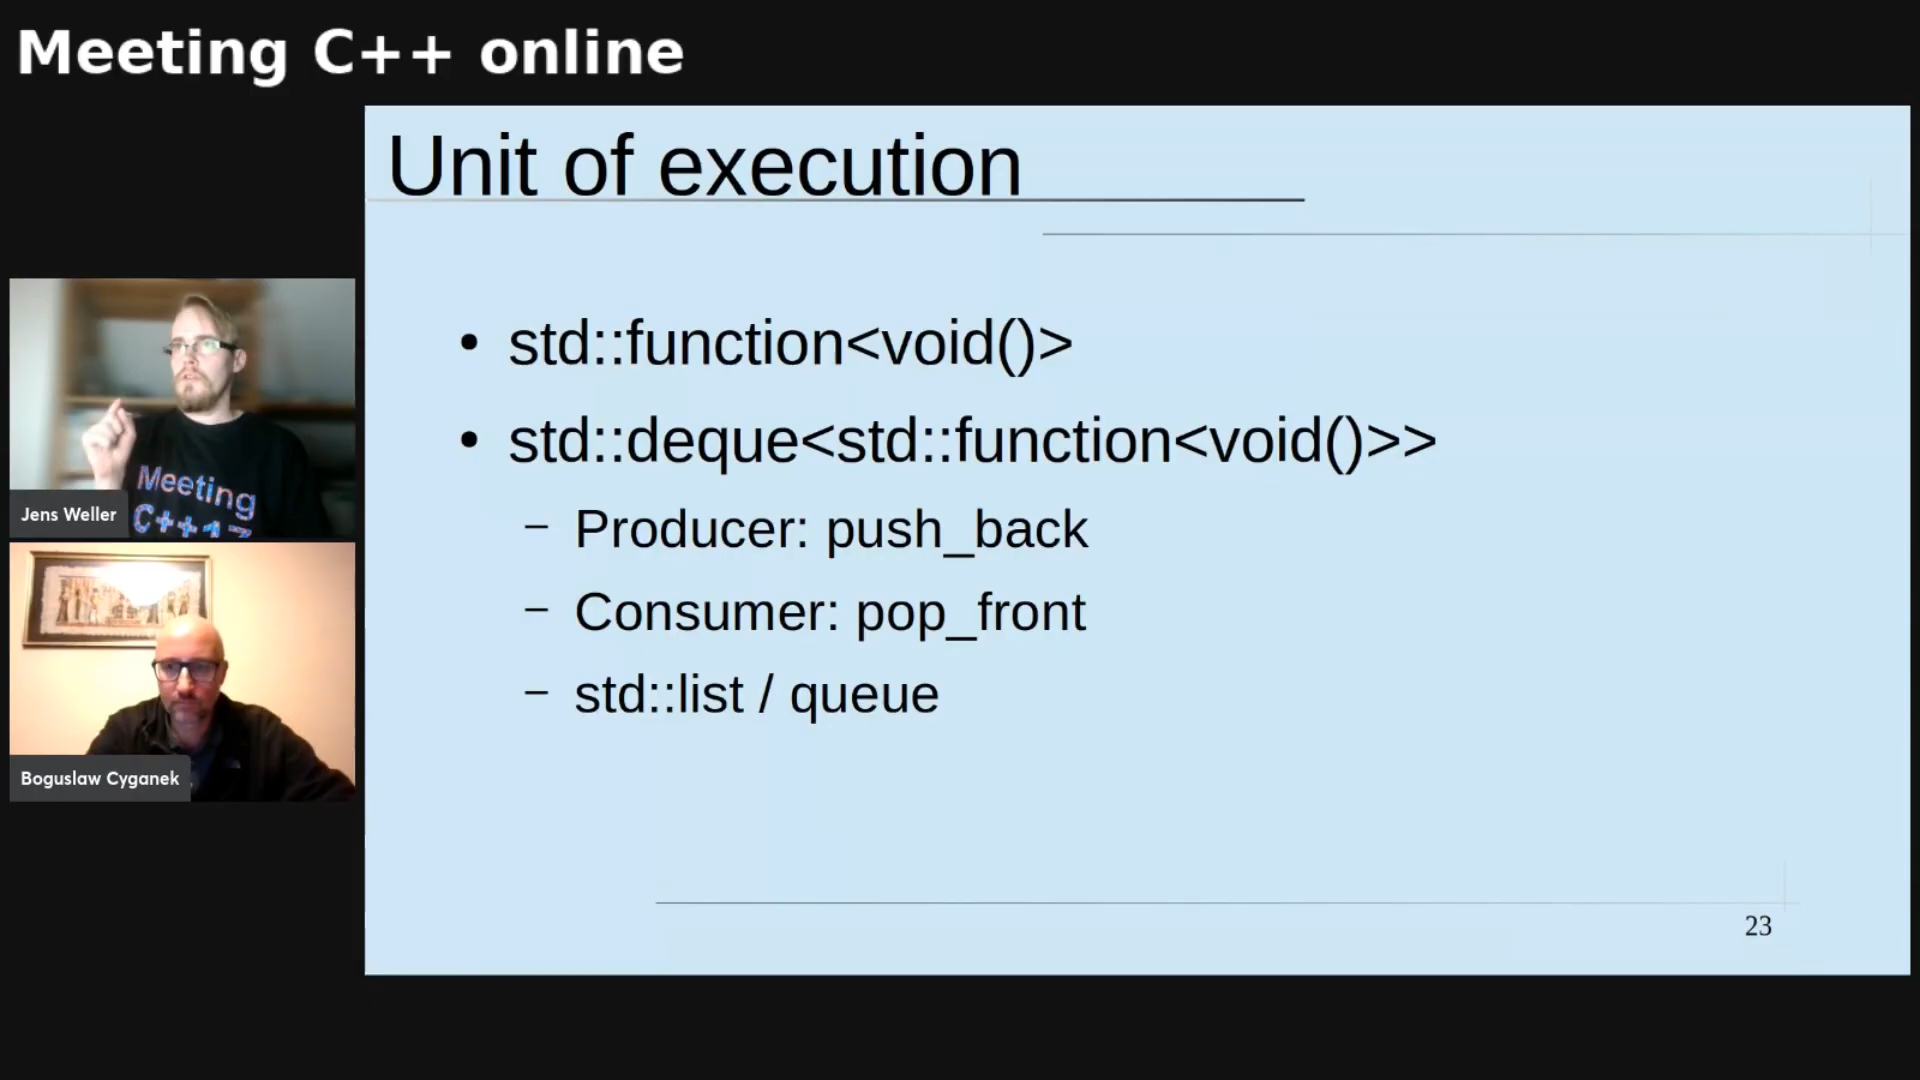 Meeting C++ online
Unit of execution
• std::function<void()>
• std::deque<std::function<void()>>
– Producer: push_back
– Consumer: pop_front
– std::list / queue
23
Meeting
C++17
Jens Weller
Boguslaw Cyganek